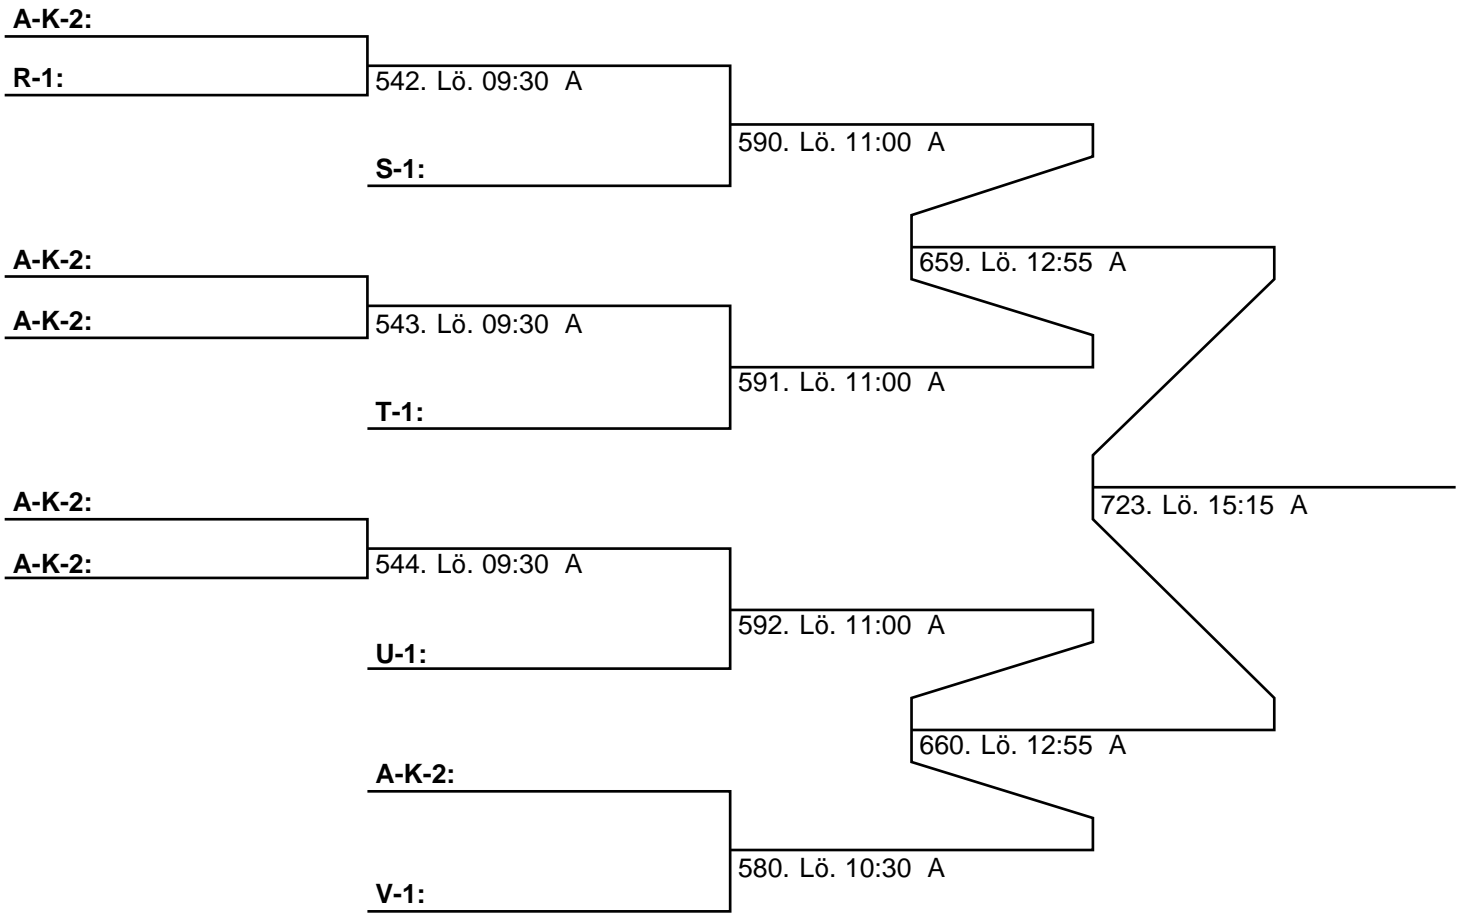 A-K-2:
R-1:
542. Lö. 09:30 A
590. Lö. 11:00 A
S-1:
A-K-2:
659. Lö. 12:55 A
A-K-2:
543. Lö. 09:30 A
591. Lö. 11:00 A
T-1:
A-K-2:
723. Lö. 15:15 A
A-K-2:
544. Lö. 09:30 A
592. Lö. 11:00 A
U-1:
660. Lö. 12:55 A
A-K-2:
580. Lö. 10:30 A
V-1: